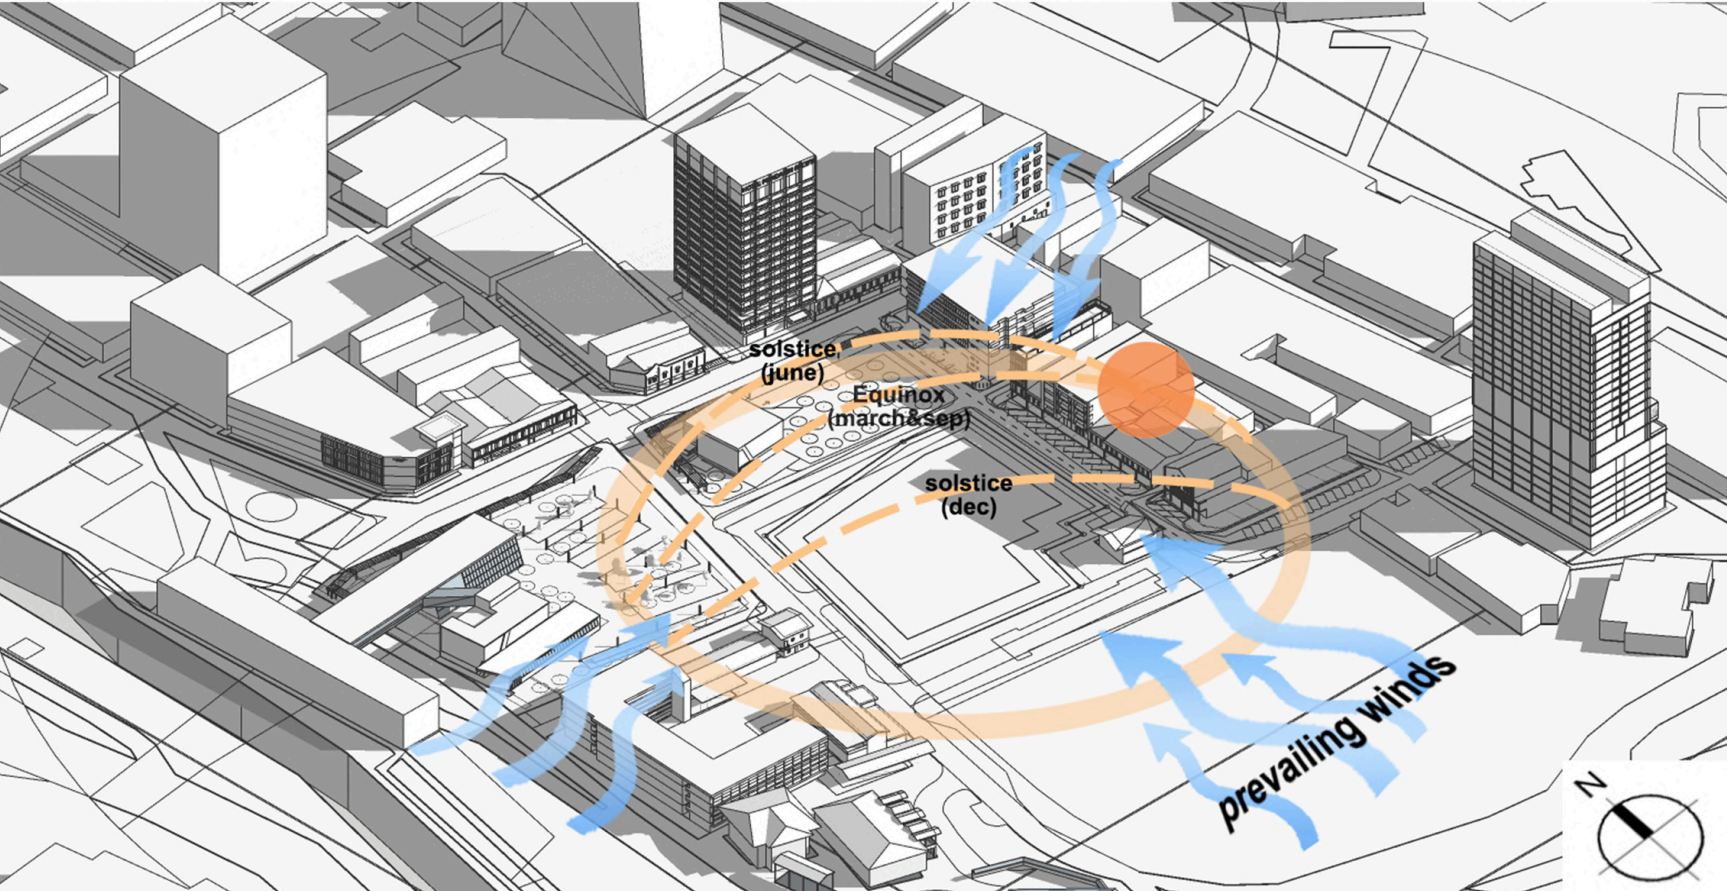 solstice
(june)
Equinox
(march&sep)
solstice
(dec)
prevailing winds
N